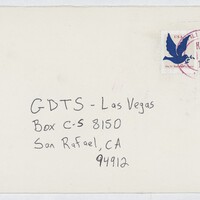 GDTS - Las Vegas
Box C-S 8150
San Rafael, CA
94912